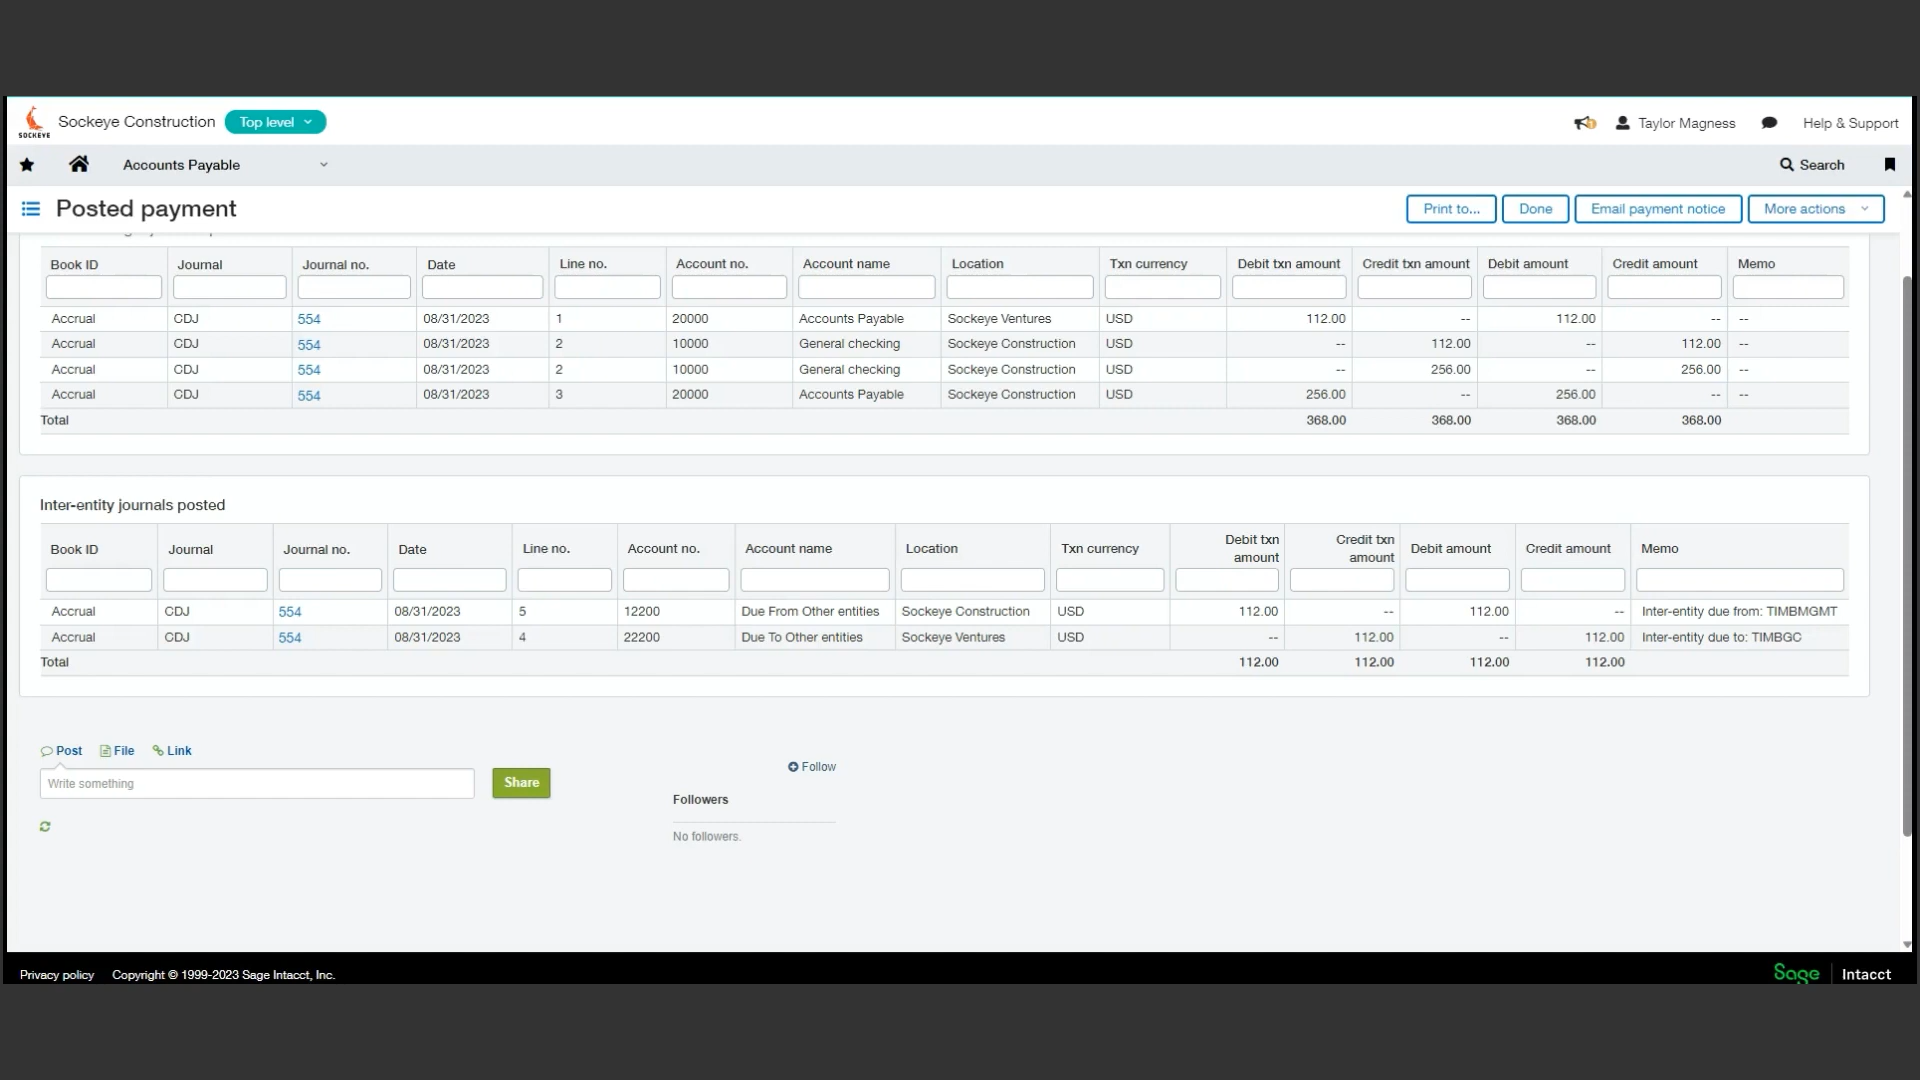 SOCKEYE
Sockeye Construction Top level
Taylor Magness Help & Support
Accounts Payable Search
Posted payment Print to... Done Email payment notice More actions
Book ID Journal Journal no. Date Line no. Account no. Account name Location Txn currency Debit txn amount Credit txn amount Debit amount Credit amount Memo
Accrual CDJ 554 08/31/2023 1 20000 Accounts Payable Sockeye Ventures USD 112.00 -- 112.00 -- --
Accrual CDJ 554 08/31/2023 2 10000 General checking Sockeye Construction USD -- 112.00 -- 112.00 --
Accrual CDJ 554 08/31/2023 2 10000 General checking Sockeye Construction USD -- 256.00 -- 256.00 --
Accrual CDJ 554 08/31/2023 3 20000 Accounts Payable Sockeye Construction USD 256.00 -- 256.00 -- --
Total 368.00 368.00 368.00 368.00
Inter-entity journals posted
Book ID Journal Journal no. Date Line no. Account no. Account name Location Txn currency Debit txn amount Credit txn amount Debit amount Credit amount Memo
Accrual CDJ 554 08/31/2023 5 12200 Due From Other entities Sockeye Construction USD 112.00 -- 112.00 -- Inter-entity due from: TIMBMGMT
Accrual CDJ 554 08/31/2023 4 22200 Due To Other entities Sockeye Ventures USD -- 112.00 -- 112.00 Inter-entity due to: TIMBGC
Total 112.00 112.00 112.00 112.00
Post File Link
Write something Share
Follow
Followers
No followers.
Privacy policy Copyright © 1999-2023 Sage Intacct, Inc.
Sage Intacct